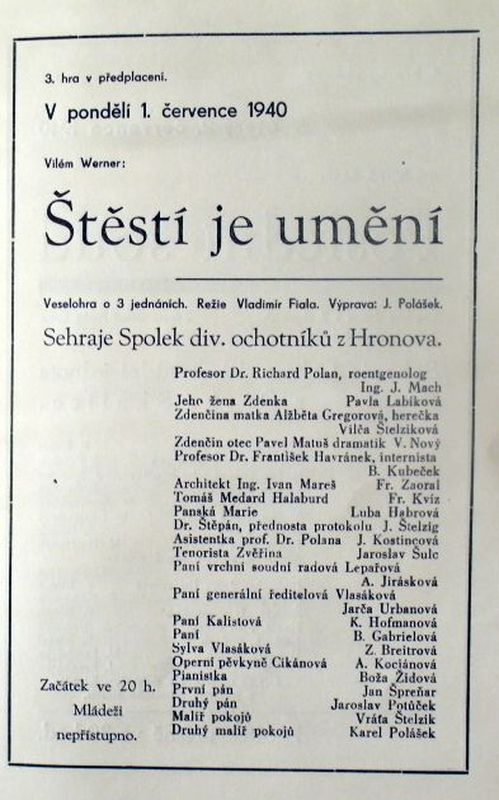 3. hra v předplacení.
V pondělí 1. července 1940
Vilém Werner:
Štěstí je umění
Veselohra o 3 jednáních. Režie Vladimír Fiala. Výprava: J. Polášek.
Sehraje Spolek div. ochotníků z Hronova.
Profesor Dr. Richard Polan, roentgenolog
Ing. J. Mach
Jeho žena Zdenka Pavla Labíková
Zdenčina matka Alžběta Gregorová, herečka
Vilča Štelziková
Zdenčin otec Pavel Matuš dramatik V. Nový
Profesor Dr. František Havránek, internista
B. Kubeček
Architekt Ing. Ivan Mareš Fr. Zaoral
Tomáš Medard Halaburd Fr. Kvíz
Panská Marie Luba Habrová
Dr. Štěpán, přednosta protokolu J. Štelzig
Asistentka prof. Dr. Polana J. Kostincová
Tenorista Zvěřina Jaroslav Šulc
Paní vrchní soudní radová Lepařová
A. Jirásková
Paní generální ředitelová Vlasáková
Jarča Urbanová
Paní Kalistová K. Hofmanová
Paní B. Gabrielová
Sylva Vlasáková Z. Breitrová
Operní pěvkyně Cikánová A. Kociánová
Pianistka Boža Židová
První pán Jan Špreňar
Druhý pán Jaroslav Potůček
Malíř pokojů Vráťa Štelzik
Druhý malíř pokojů Karel Polášek
Začátek ve 20 h.
Mládeži
nepřístupno.